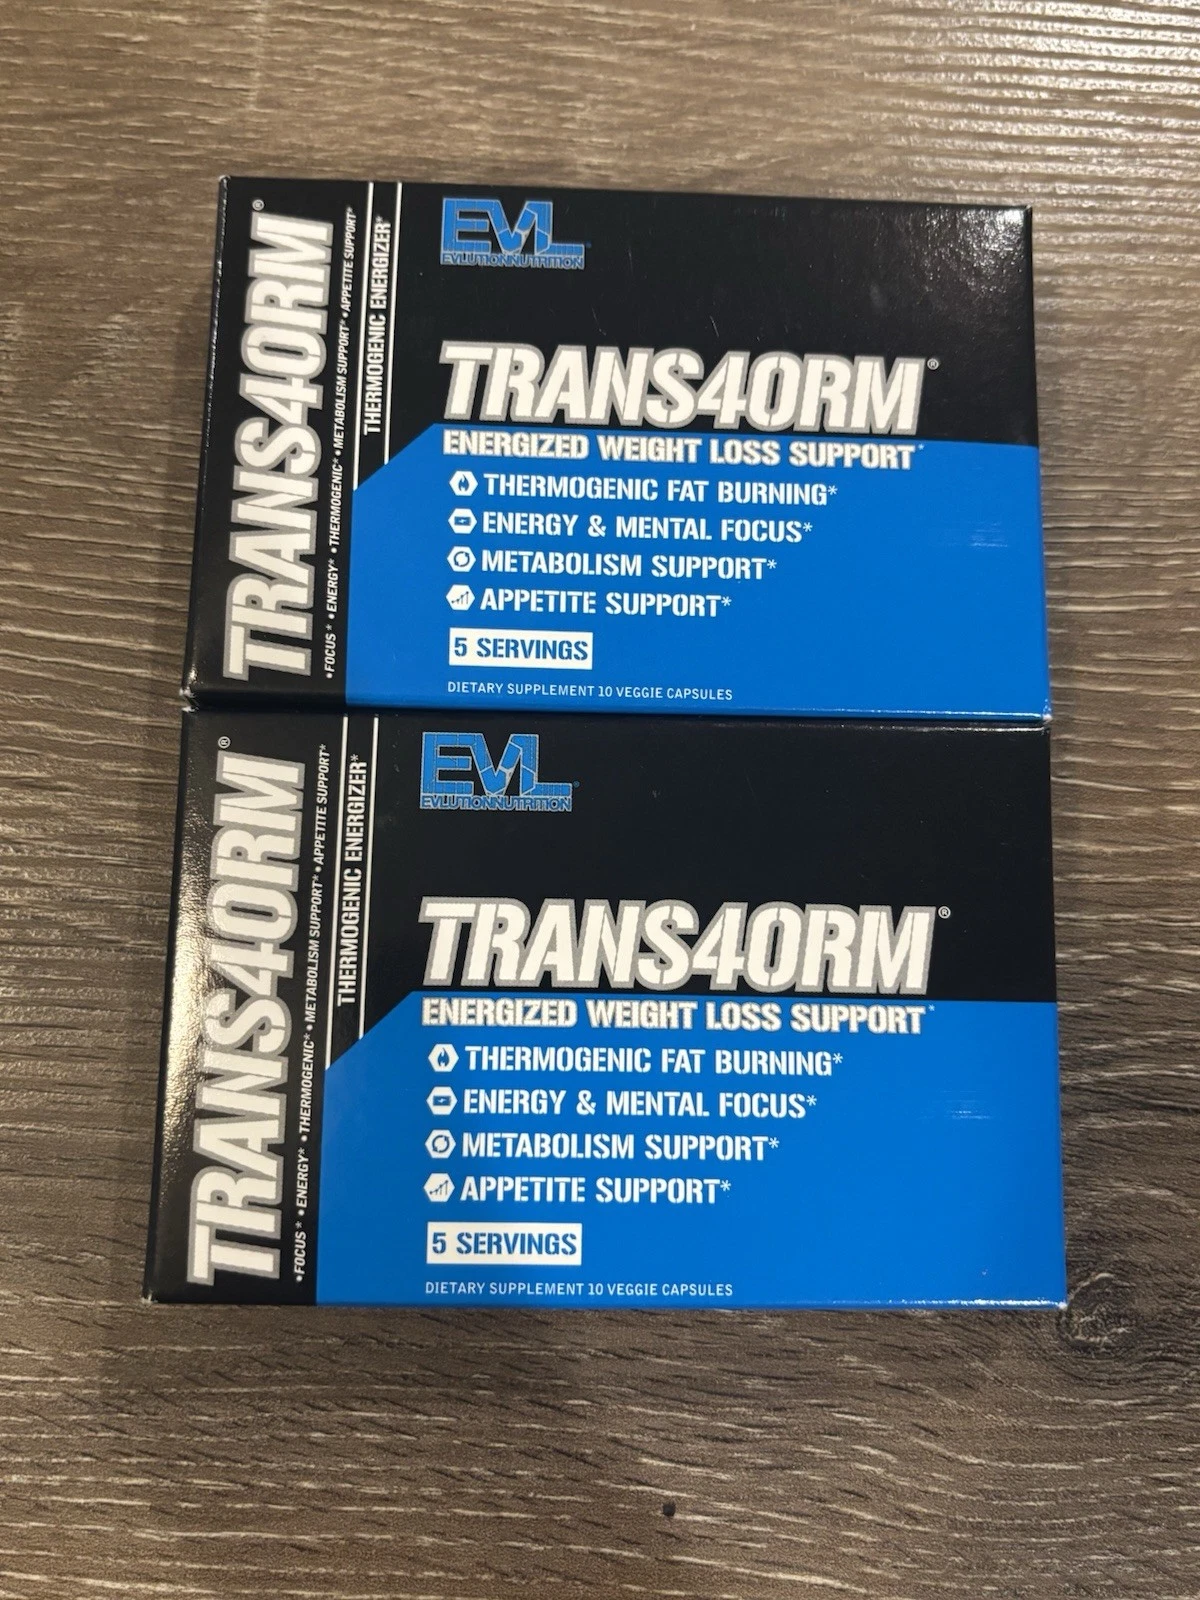 TRANS4ORM®
•FOCUS* •ENERGY* •THERMOGENIC* •METABOLISM SUPPORT* •APPETITE SUPPORT*
THERMOGENIC ENERGIZER*
EVL
EVLUTIONNUTRITION
TRANS4ORM®
ENERGIZED WEIGHT LOSS SUPPORT*
THERMOGENIC FAT BURNING*
ENERGY & MENTAL FOCUS*
METABOLISM SUPPORT*
APPETITE SUPPORT*
5 SERVINGS
DIETARY SUPPLEMENT 10 VEGGIE CAPSULES
TRANS4ORM®
•FOCUS* •ENERGY* •THERMOGENIC* •METABOLISM SUPPORT* •APPETITE SUPPORT*
THERMOGENIC ENERGIZER*
EVL
EVLUTIONNUTRITION
TRANS4ORM®
ENERGIZED WEIGHT LOSS SUPPORT*
THERMOGENIC FAT BURNING*
ENERGY & MENTAL FOCUS*
METABOLISM SUPPORT*
APPETITE SUPPORT*
5 SERVINGS
DIETARY SUPPLEMENT 10 VEGGIE CAPSULES